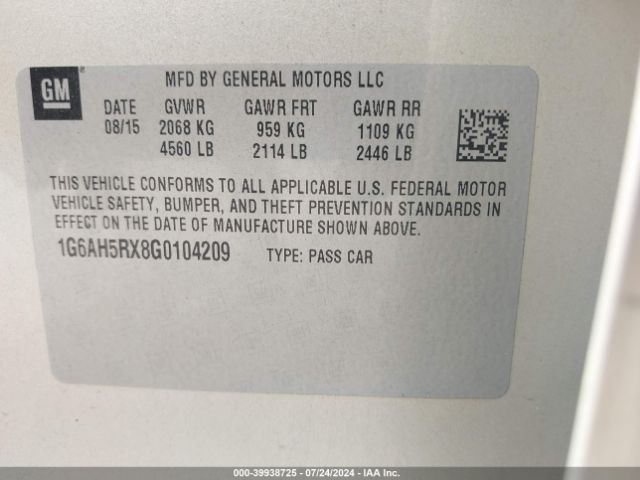 GM
MFD BY GENERAL MOTORS LLC
DATE GVWR GAWR FRT GAWR RR
08/15 2068 KG 959 KG 1109 KG
4560 LB 2114 LB 2446 LB
THIS VEHICLE CONFORMS TO ALL APPLICABLE U.S. FEDERAL MOTOR
VEHICLE SAFETY, BUMPER, AND THEFT PREVENTION STANDARDS IN
EFFECT ON THE DATE OF MANUFACTURE SHOWN ABOVE.
1G6AH5RX8G0104209 TYPE: PASS CAR
000-39938725 - 07/24/2024 - IAA Inc.